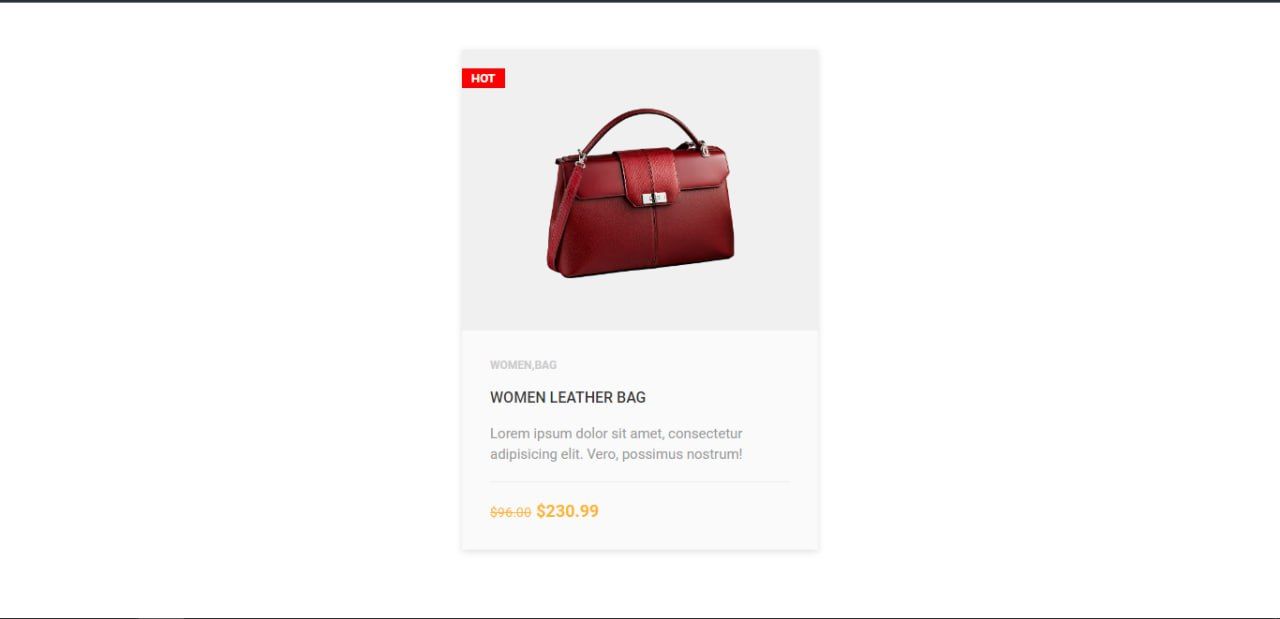 HOT
WOMEN,BAG
WOMEN LEATHER BAG
Lorem ipsum dolor sit amet, consectetur
adipisicing elit. Vero, possimus nostrum!
$96.00 $230.99